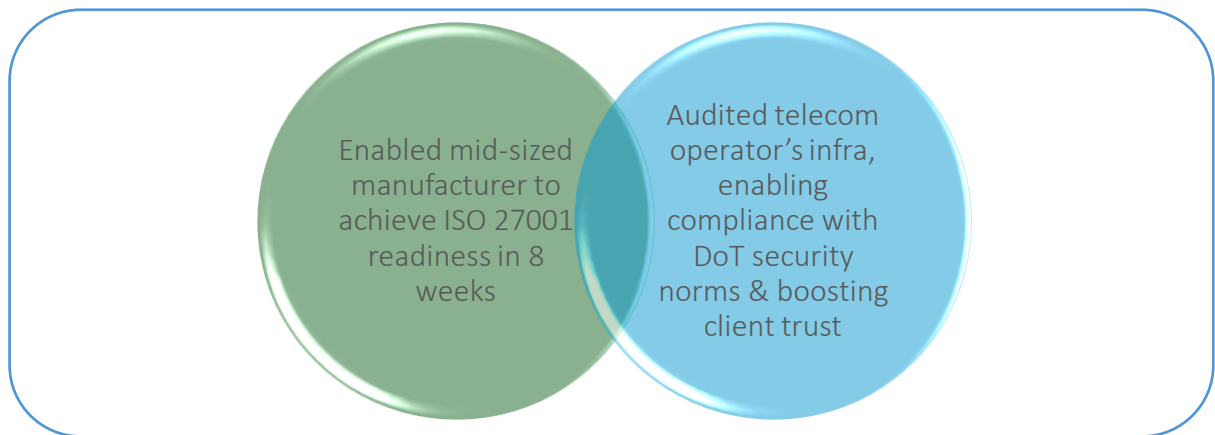 Enabled mid-sized
manufacturer to
achieve ISO 27001
readiness in 8
weeks
Audited telecom
operator’s infra,
enabling
compliance with
DoT security
norms & boosting
client trust